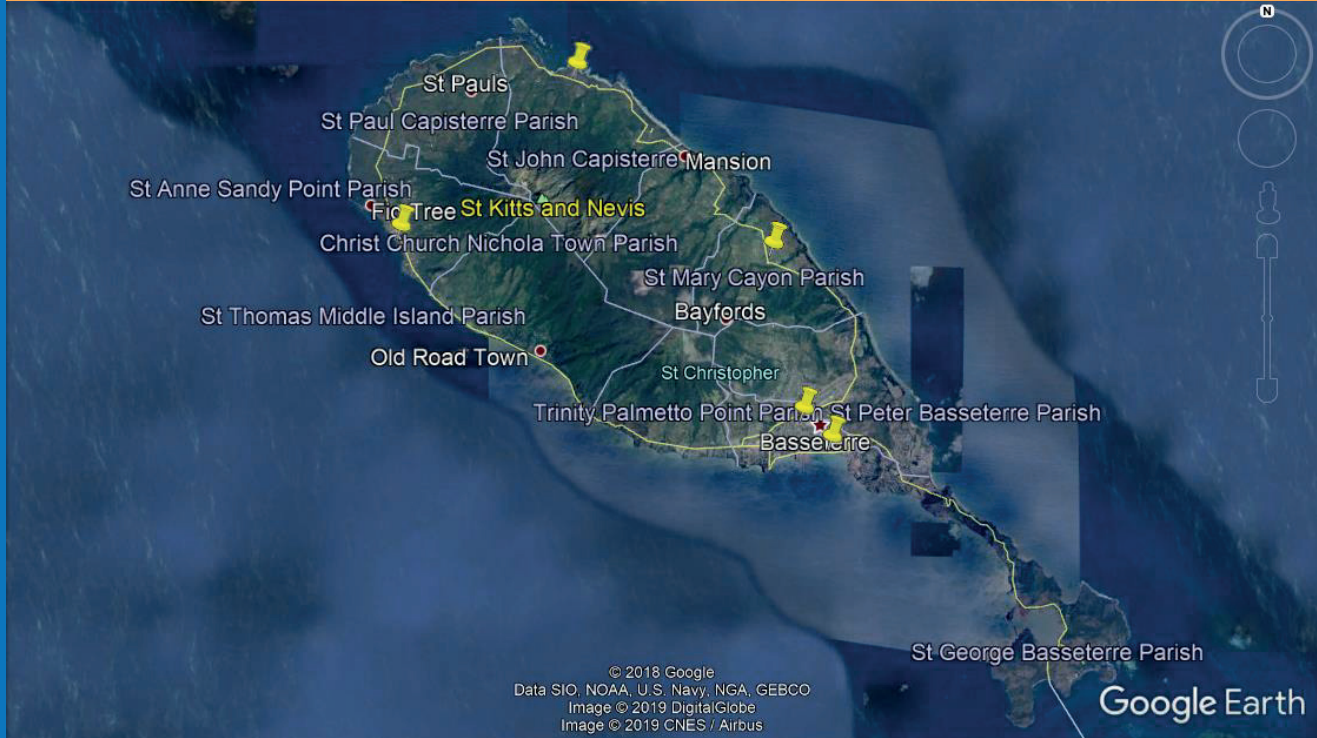 N
St Pauls
St Paul Capisterre Parish
St John Capisterre Mansion
St Anne Sandy Point Parish
Fig Tree St Kitts and Nevis
Christ Church Nichola Town Parish
St Mary Cayon Parish
Bayfords
St Thomas Middle Island Parish
Old Road Town
St Christopher
Trinity Palmetto Point Parish St Peter Basseterre Parish
Basseterre
St George Basseterre Parish
© 2018 Google
Data SIO, NOAA, U.S. Navy, NGA, GEBCO
Image © 2019 DigitalGlobe
Image © 2019 CNES / Airbus
Google Earth